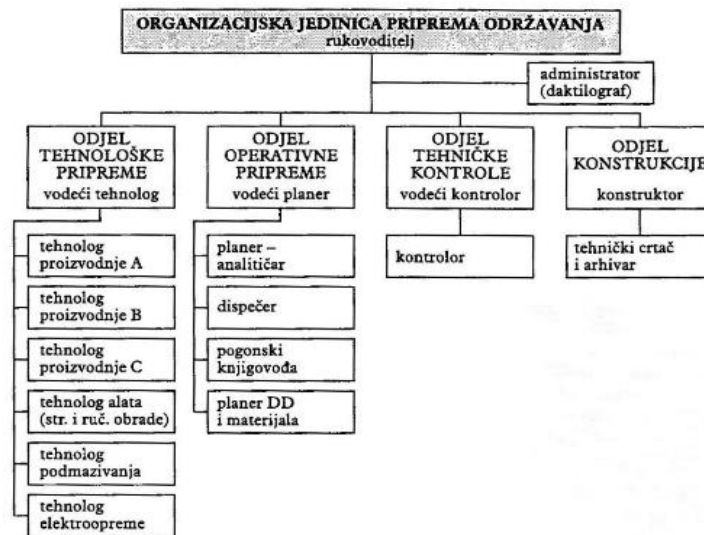 ORGANIZACIJSKA JEDINICA PRIPREMA ODRŽAVANJA
rukovoditelj
administrator
(daktilograf)
ODJEL
TEHNOLOŠKE
PRIPREME
vodeći tehnolog
tehnolog
proizvodnje A
tehnolog
proizvodnje B
tehnolog
proizvodnje C
tehnolog alata
(str. i ruč. obrade)
tehnolog
podmazivanja
tehnolog
elektroopreme
ODJEL
OPERATIVNE
PRIPREME
vodeći planer
planer –
analitičar
dispečer
pogonski
knjigovođa
planer DD
i materijala
ODJEL
TEHNIČKE
KONTROLE
vodeći kontrolor
kontrolor
ODJEL
KONSTRUKCIJE
konstruktor
tehnički crtač
i arhivar